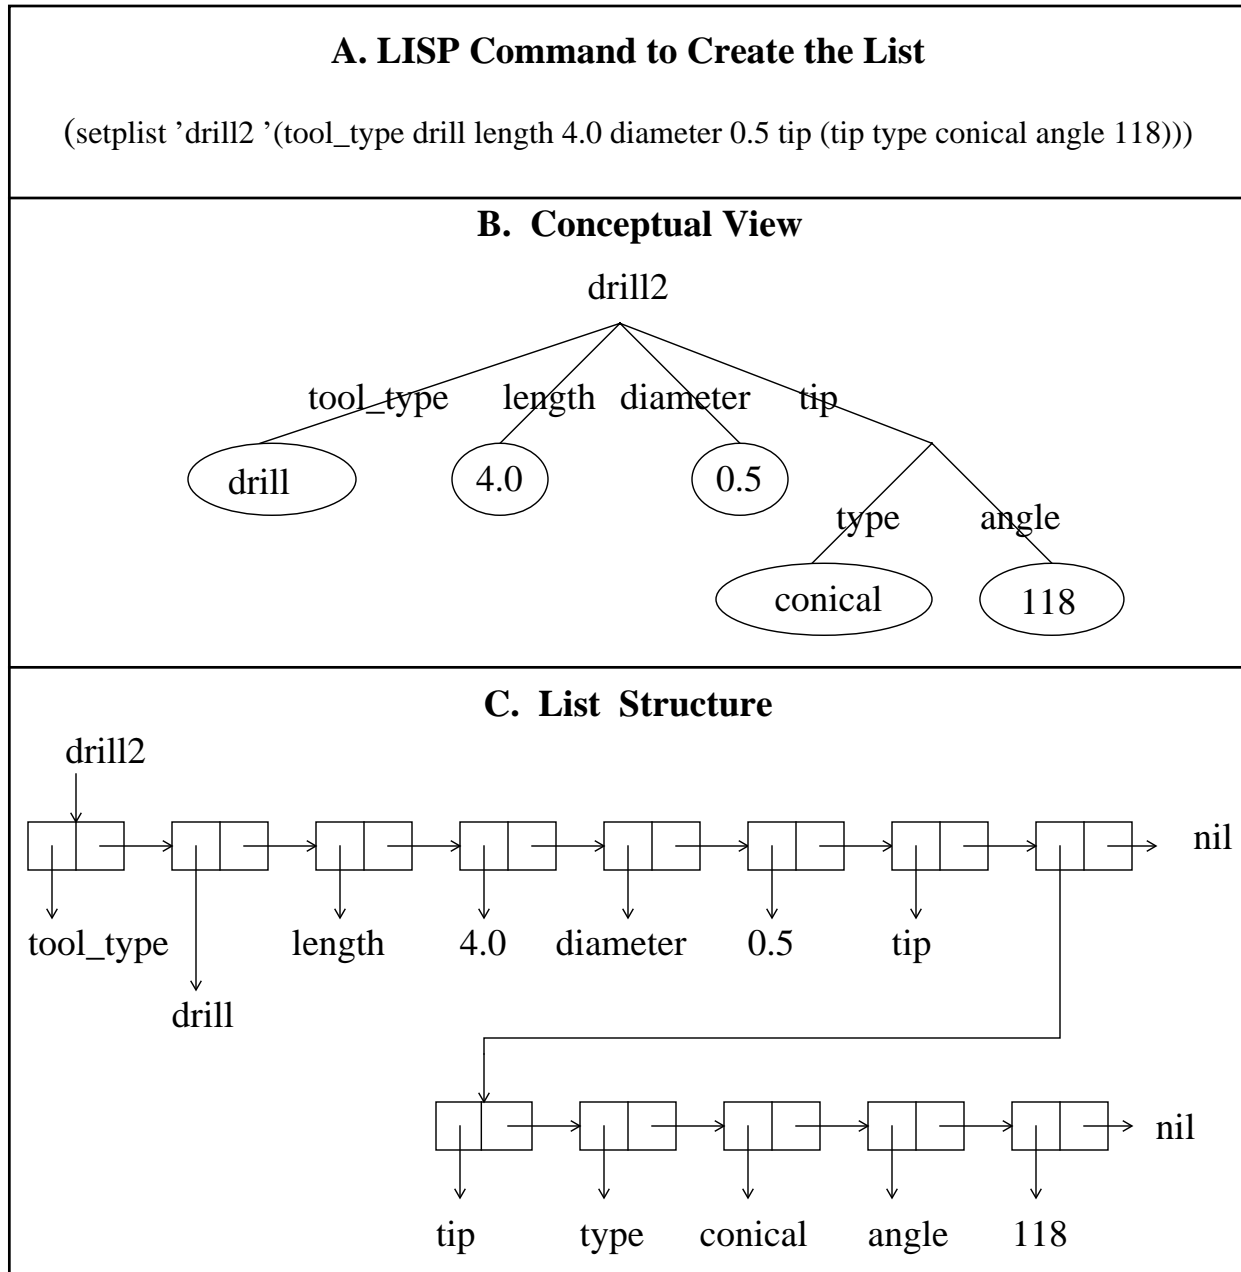 A. LISP Command to Create the List
(setplist ’drill2 ’(tool_type drill length 4.0 diameter 0.5 tip (tip type conical angle 118)))
B. Conceptual View
drill2
tool_type length diameter tip
drill 4.0 0.5
type angle
conical 118
C. List Structure
drill2
nil
tool_type length 4.0 diameter 0.5 tip
drill
nil
tip type conical angle 118